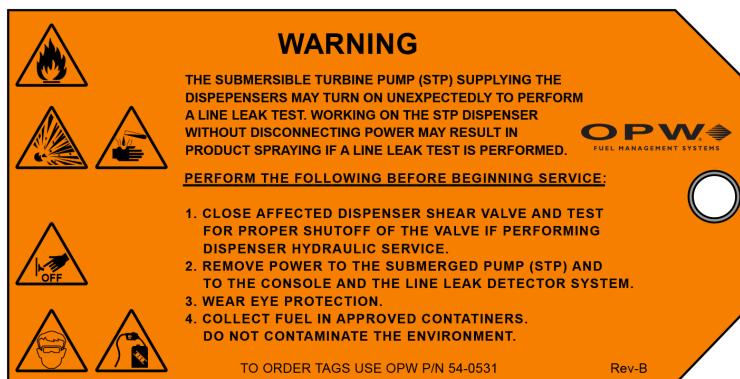 WARNING
THE SUBMERSIBLE TURBINE PUMP (STP) SUPPLYING THE
DISPEPENSERS MAY TURN ON UNEXPECTEDLY TO PERFORM
A LINE LEAK TEST. WORKING ON THE STP DISPENSER
WITHOUT DISCONNECTING POWER MAY RESULT IN
PRODUCT SPRAYING IF A LINE LEAK TEST IS PERFORMED.
OPW
FUEL MANAGEMENT SYSTEMS
PERFORM THE FOLLOWING BEFORE BEGINNING SERVICE:
1. CLOSE AFFECTED DISPENSER SHEAR VALVE AND TEST
FOR PROPER SHUTOFF OF THE VALVE IF PERFORMING
DISPENSER HYDRAULIC SERVICE.
2. REMOVE POWER TO THE SUBMERGED PUMP (STP) AND
TO THE CONSOLE AND THE LINE LEAK DETECTOR SYSTEM.
3. WEAR EYE PROTECTION.
4. COLLECT FUEL IN APPROVED CONTATINERS.
DO NOT CONTAMINATE THE ENVIRONMENT.
OFF
TO ORDER TAGS USE OPW P/N 54-0531
Rev-B